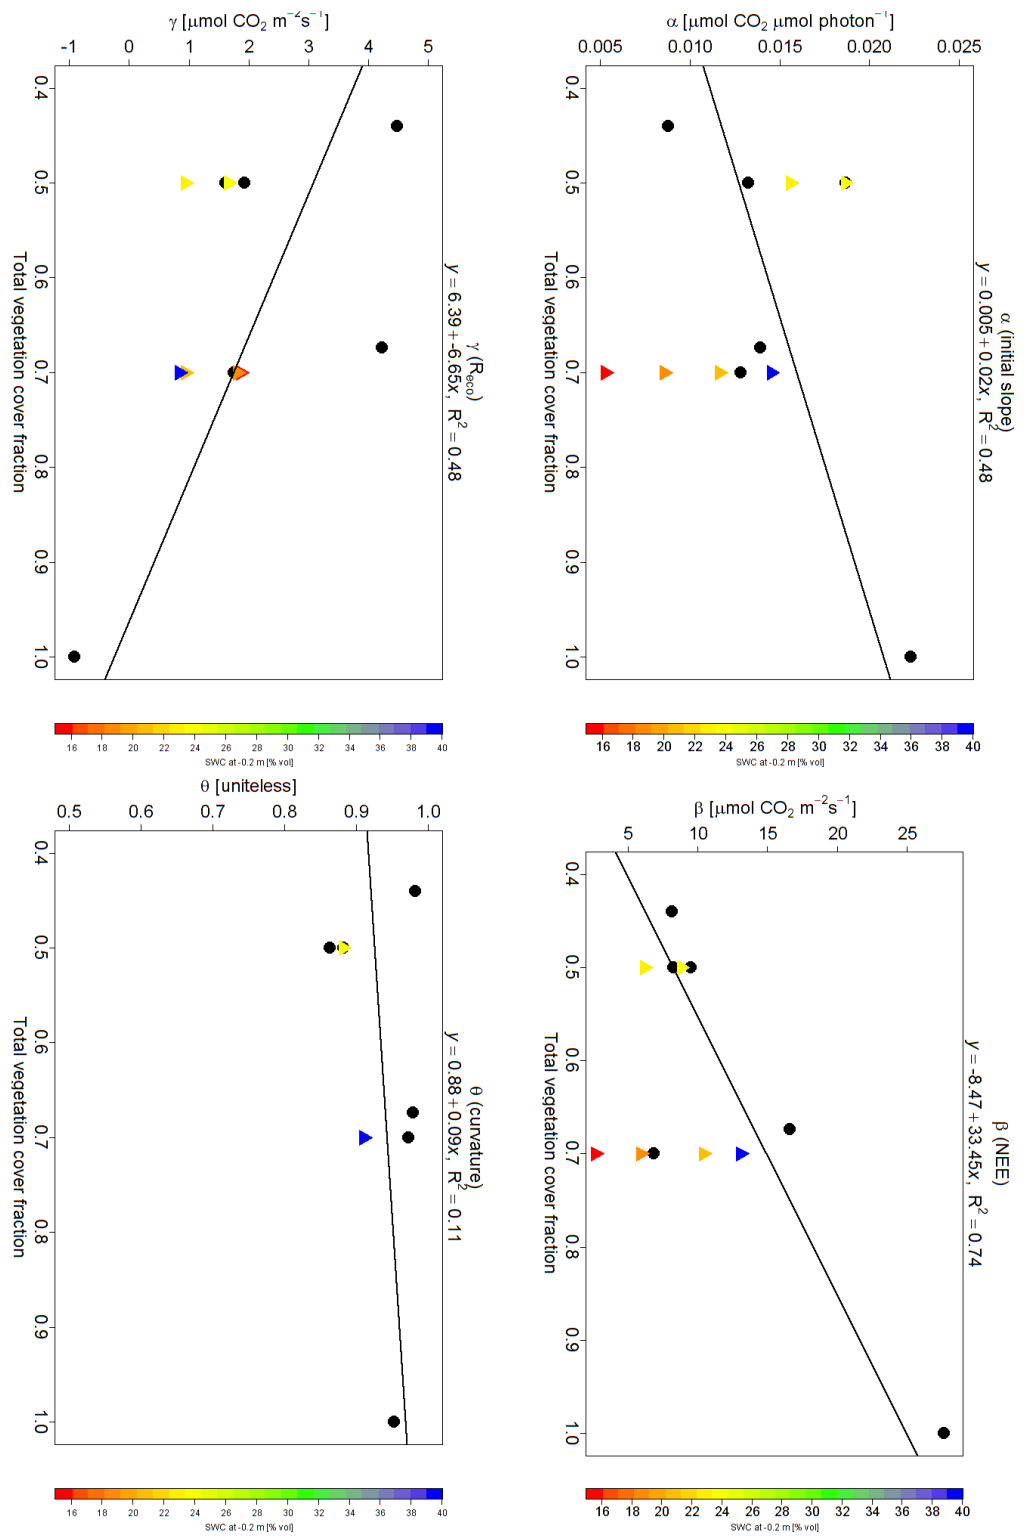 α (initial slope)
y = 0.005 + 0.02x, R² = 0.48
α [μmol CO₂ μmol photon⁻¹]
0.005 0.010 0.015 0.020 0.025
0.4 0.5 0.6 0.7 0.8 0.9 1.0
Total vegetation cover fraction
16 18 20 22 24 26 28 30 32 34 36 38 40
SWC at -0.2 m [% vol]
β (NEE)
y = -8.47 + 33.45x, R² = 0.74
β [μmol CO₂ m⁻²s⁻¹]
5 10 15 20 25
0.4 0.5 0.6 0.7 0.8 0.9 1.0
Total vegetation cover fraction
16 18 20 22 24 26 28 30 32 34 36 38 40
SWC at -0.2 m [% vol]
γ (Reco)
y = 6.39 + -6.65x, R² = 0.48
γ [μmol CO₂ m⁻²s⁻¹]
-1 0 1 2 3 4 5
0.4 0.5 0.6 0.7 0.8 0.9 1.0
Total vegetation cover fraction
16 18 20 22 24 26 28 30 32 34 36 38 40
SWC at -0.2 m [% vol]
θ (curvature)
y = 0.88 + 0.09x, R² = 0.11
θ [uniteless]
0.5 0.6 0.7 0.8 0.9 1.0
0.4 0.5 0.6 0.7 0.8 0.9 1.0
Total vegetation cover fraction
16 18 20 22 24 26 28 30 32 34 36 38 40
SWC at -0.2 m [% vol]